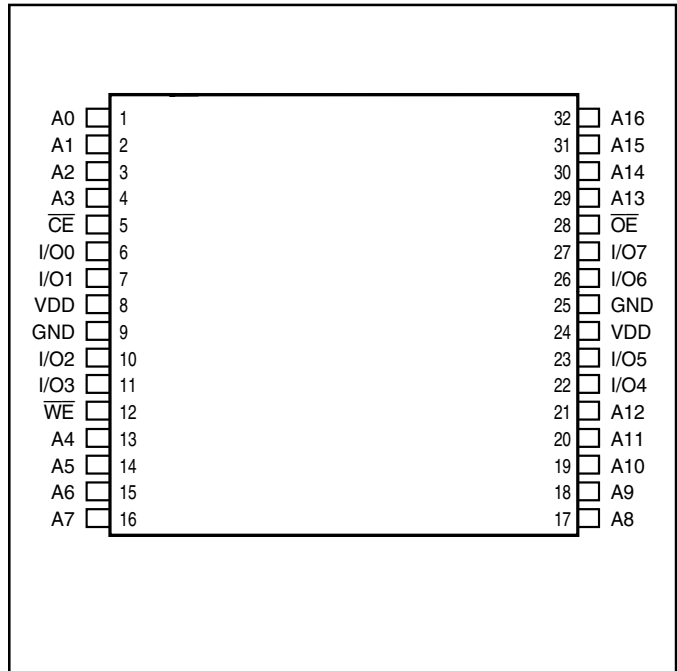 A0 1 32 A16
A1 2 31 A15
A2 3 30 A14
A3 4 29 A13
C̅E̅ 5 28 O̅E̅
I/O0 6 27 I/O7
I/O1 7 26 I/O6
VDD 8 25 GND
GND 9 24 VDD
I/O2 10 23 I/O5
I/O3 11 22 I/O4
W̅E̅ 12 21 A12
A4 13 20 A11
A5 14 19 A10
A6 15 18 A9
A7 16 17 A8